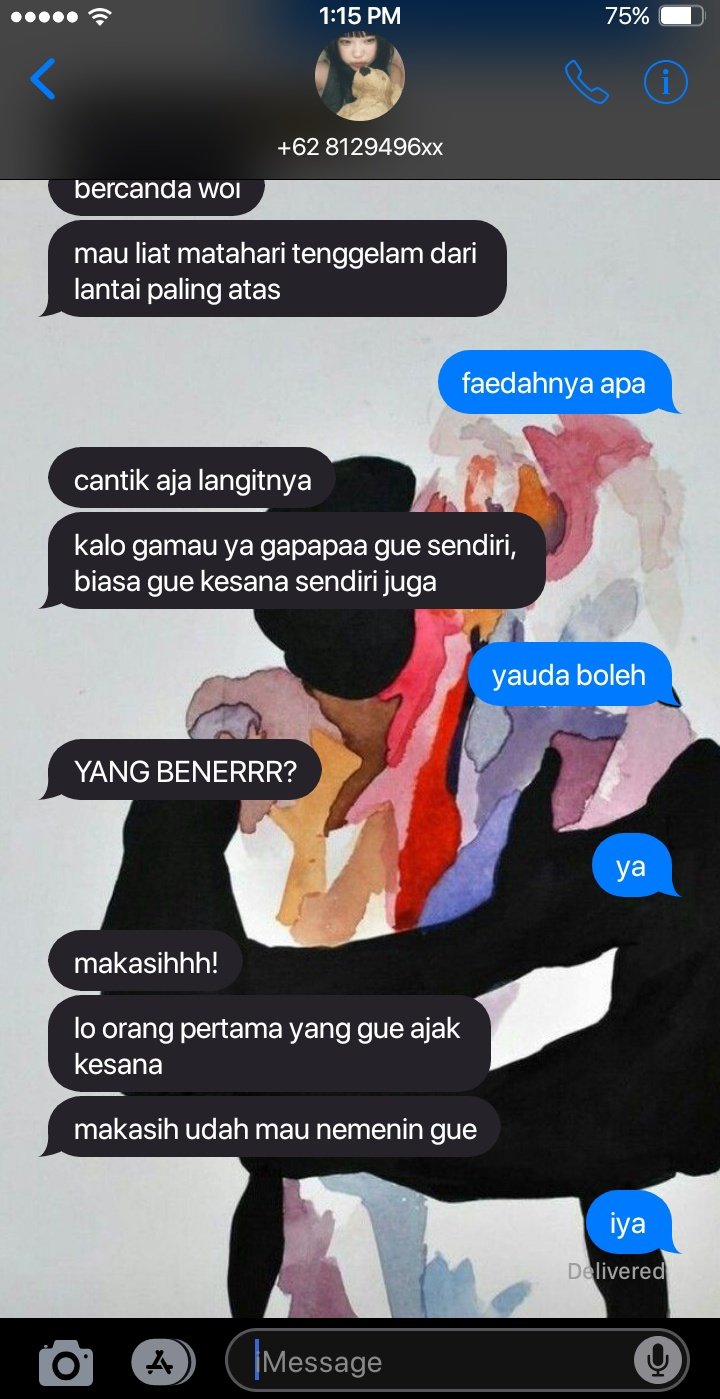 1:15 PM
75%
+62 8129496xx
bercanda woi
mau liat matahari tenggelam dari
lantai paling atas
faedahnya apa
cantik aja langitnya
kalo gamau ya gapapaa gue sendiri,
biasa gue kesana sendiri juga
yauda boleh
YANG BENERRR?
ya
makasihhh!
lo orang pertama yang gue ajak
kesana
makasih udah mau nemenin gue
iya
Delivered
iMessage